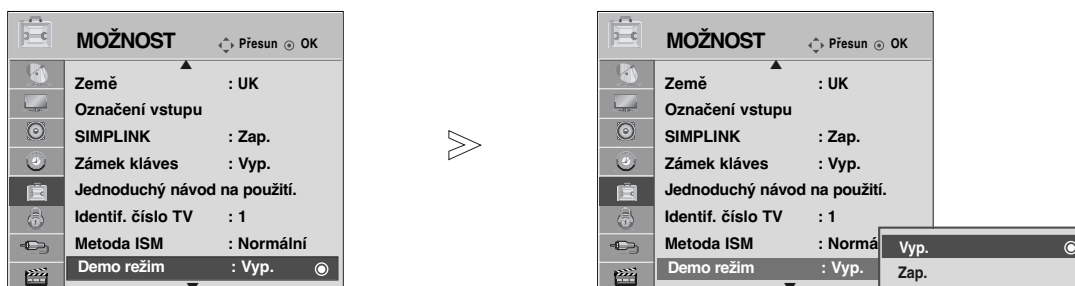 MOŽNOST Přesun OK
Země : UK
Označení vstupu
SIMPLINK : Zap.
Zámek kláves : Vyp.
Jednoduchý návod na použití.
Identif. číslo TV : 1
Metoda ISM : Normální
Demo režim : Vyp.
MOŽNOST Přesun OK
Země : UK
Označení vstupu
SIMPLINK : Zap.
Zámek kláves : Vyp.
Jednoduchý návod na použití.
Identif. číslo TV : 1
Metoda ISM : Normá
Demo režim : Vyp.
Vyp.
Zap.